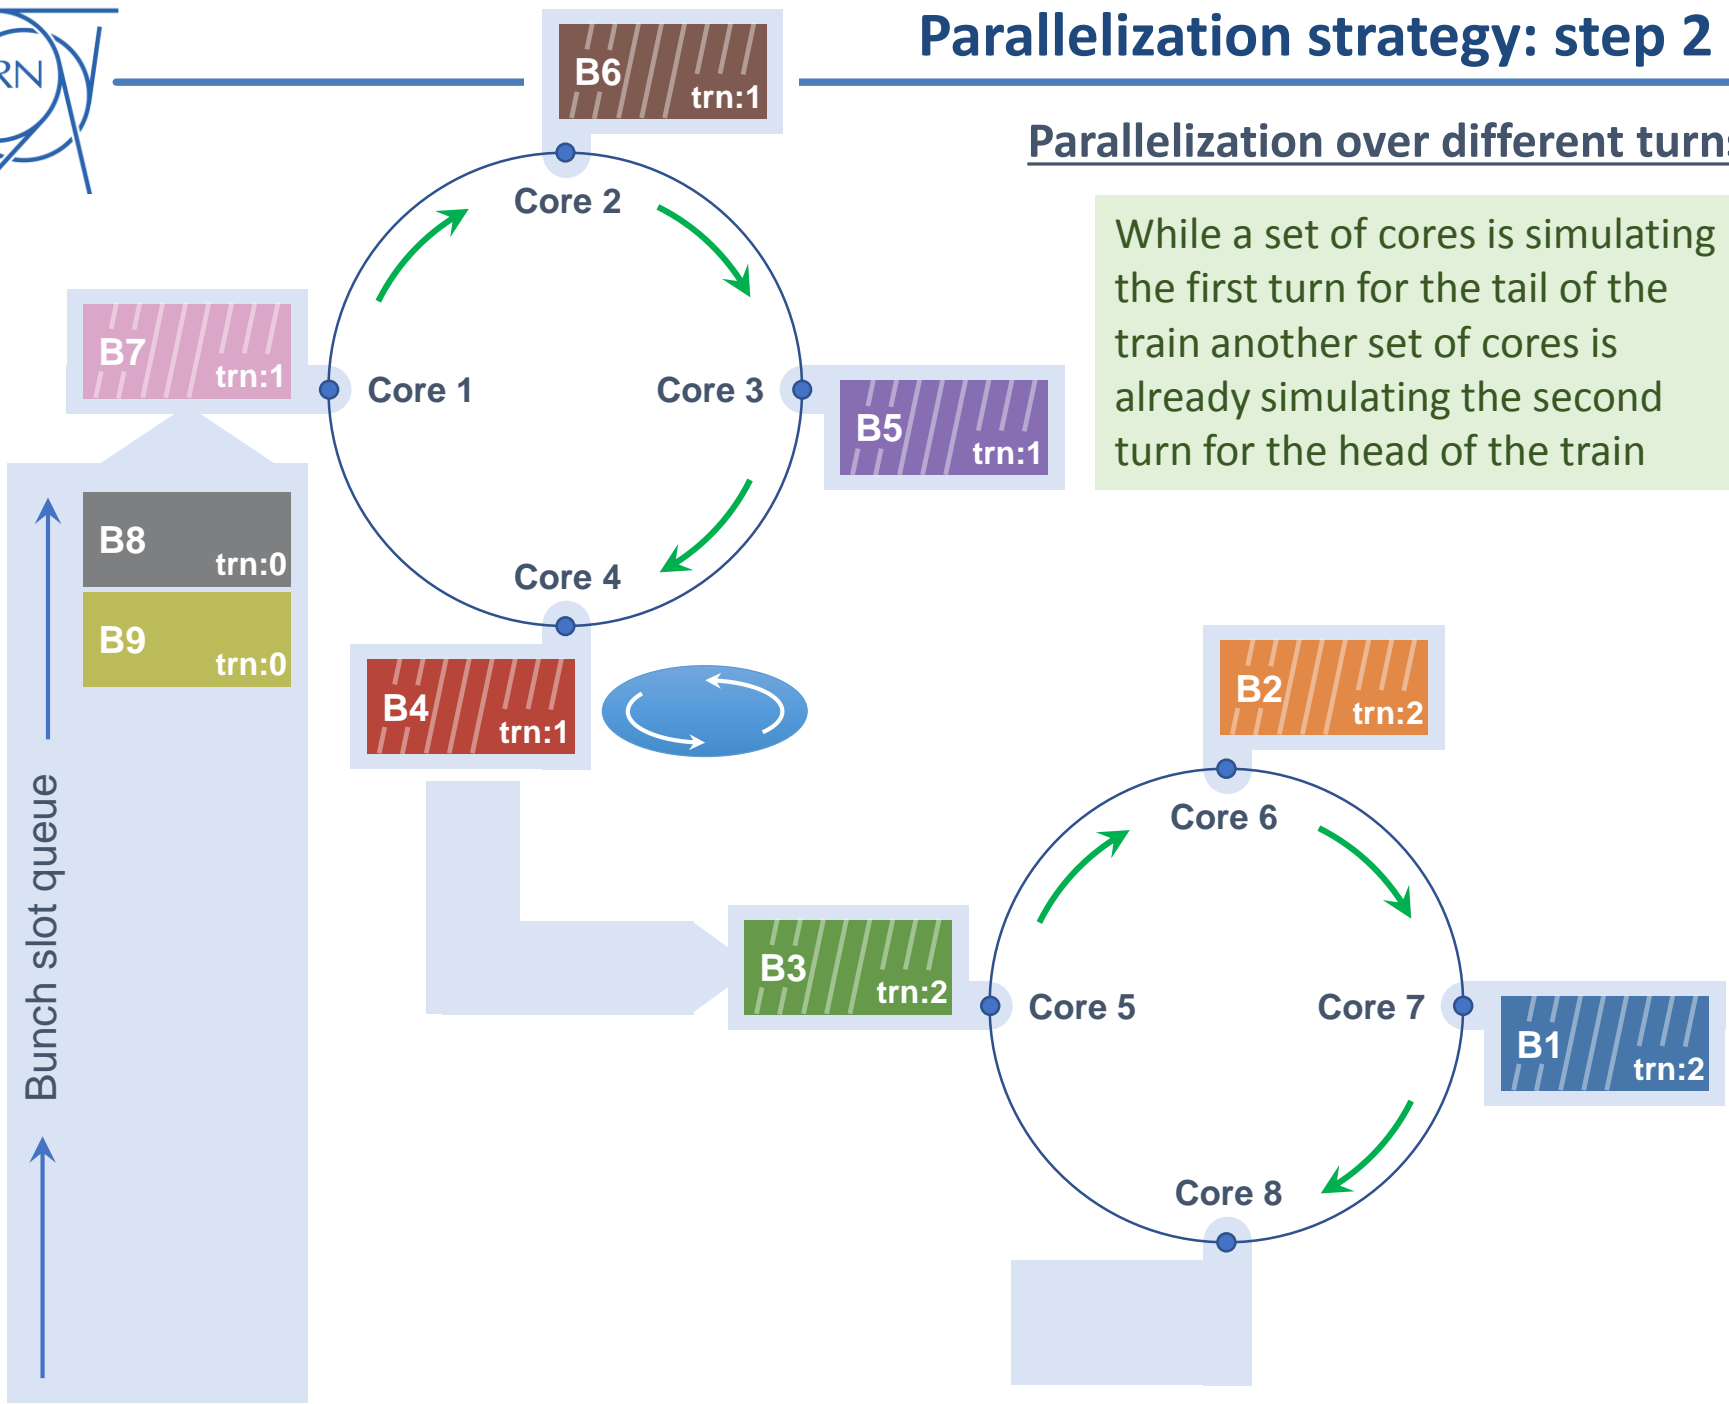 RN
Parallelization strategy: step 2
Parallelization over different turns
While a set of cores is simulating
the first turn for the tail of the
train another set of cores is
already simulating the second
turn for the head of the train
B6
trn:1
Core 2
B7
trn:1
Core 1
Core 3
B5
trn:1
B8
trn:0
Core 4
B9
trn:0
B4
trn:1
B2
trn:2
Core 6
Bunch slot queue
B3
trn:2
Core 5
Core 7
B1
trn:2
Core 8